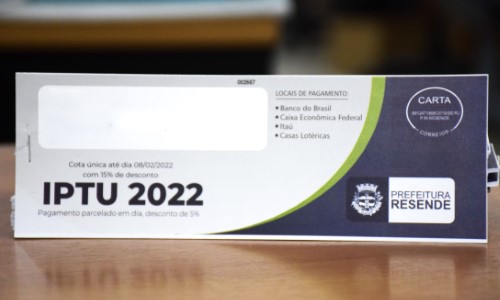 002667
LOCAIS DE PAGAMENTO:
• Banco do Brasil
• Caixa Econômica Federal
• Itaú
• Casas Lotéricas
CARTA
P M RESENDE
CORREIOS
Cota única até dia 08/02/2022
com 15% de desconto
IPTU 2022
Pagamento parcelado em dia, desconto de 5%
PREFEITURA
RESENDE